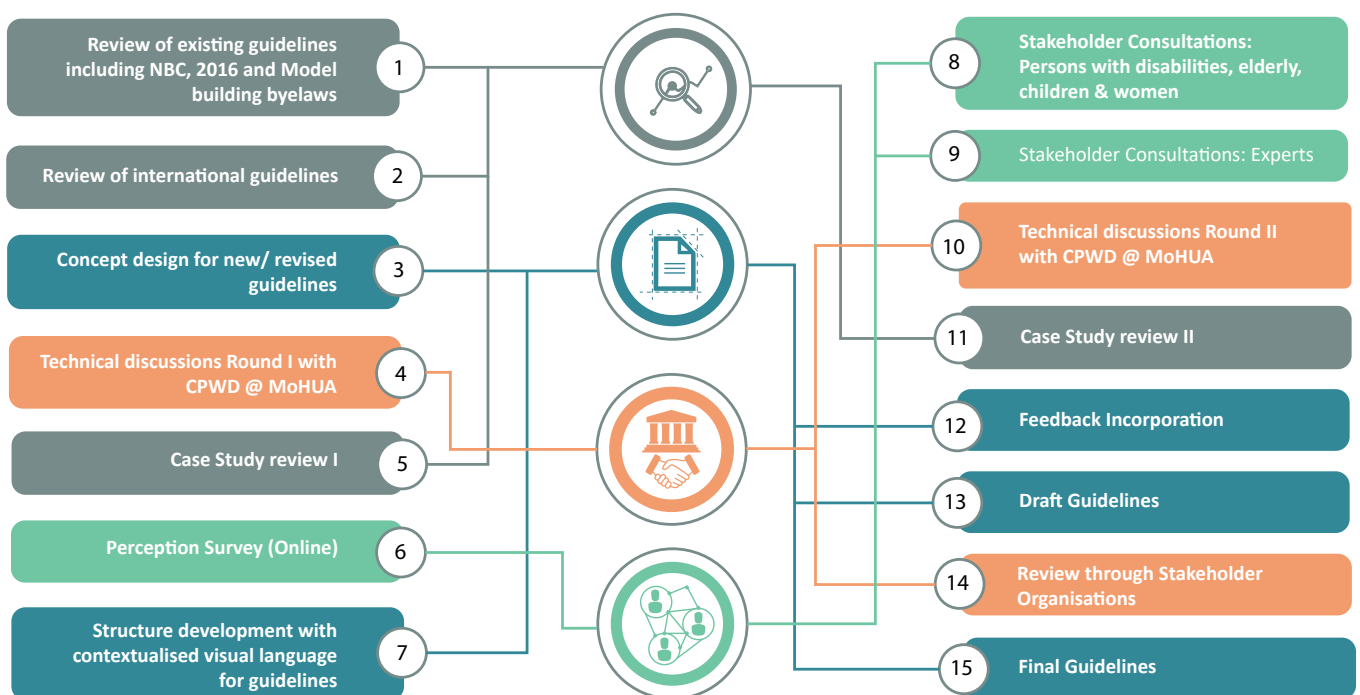 Review of existing guidelines
including NBC, 2016 and Model
building byelaws
1
Review of international guidelines
2
Concept design for new/ revised
guidelines
3
Technical discussions Round I with
CPWD @ MoHUA
4
Case Study review I
5
Perception Survey (Online)
6
Structure development with
contextualised visual language
for guidelines
7
8
Stakeholder Consultations:
Persons with disabilities, elderly,
children & women
9
Stakeholder Consultations: Experts
10
Technical discussions Round II
with CPWD @ MoHUA
11
Case Study review II
12
Feedback Incorporation
13
Draft Guidelines
14
Review through Stakeholder
Organisations
15
Final Guidelines